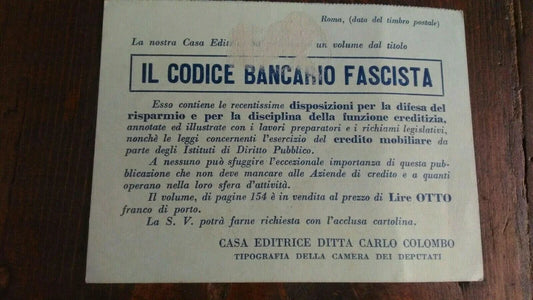 Roma, (data del timbro postale)
La nostra Casa un volume dal titolo
IL CODICE BANCARIO FASCISTA
Esso contiene le recentissime disposizioni per la difesa del
risparmio e per la disciplina della funzione creditizia,
annotate ed illustrate con i lavori preparatori e i richiami legislativi,
nonchè le leggi concernenti l'esercizio del credito mobiliare da
parte degli Istituti di Diritto Pubblico.
A nessuno può sfuggire l'eccezionale importanza di questa pub-
blicazione che non deve mancare alle Aziende di credito e a quanti
operano nella loro sfera d'attività.
Il volume, di pagine 154 è in vendita al prezzo di Lire OTTO
franco di porto.
La S. V. potrà farne richiesta con l'acclusa cartolina.
CASA EDITRICE DITTA CARLO COLOMBO
TIPOGRAFIA DELLA CAMERA DEI DEPUTATI